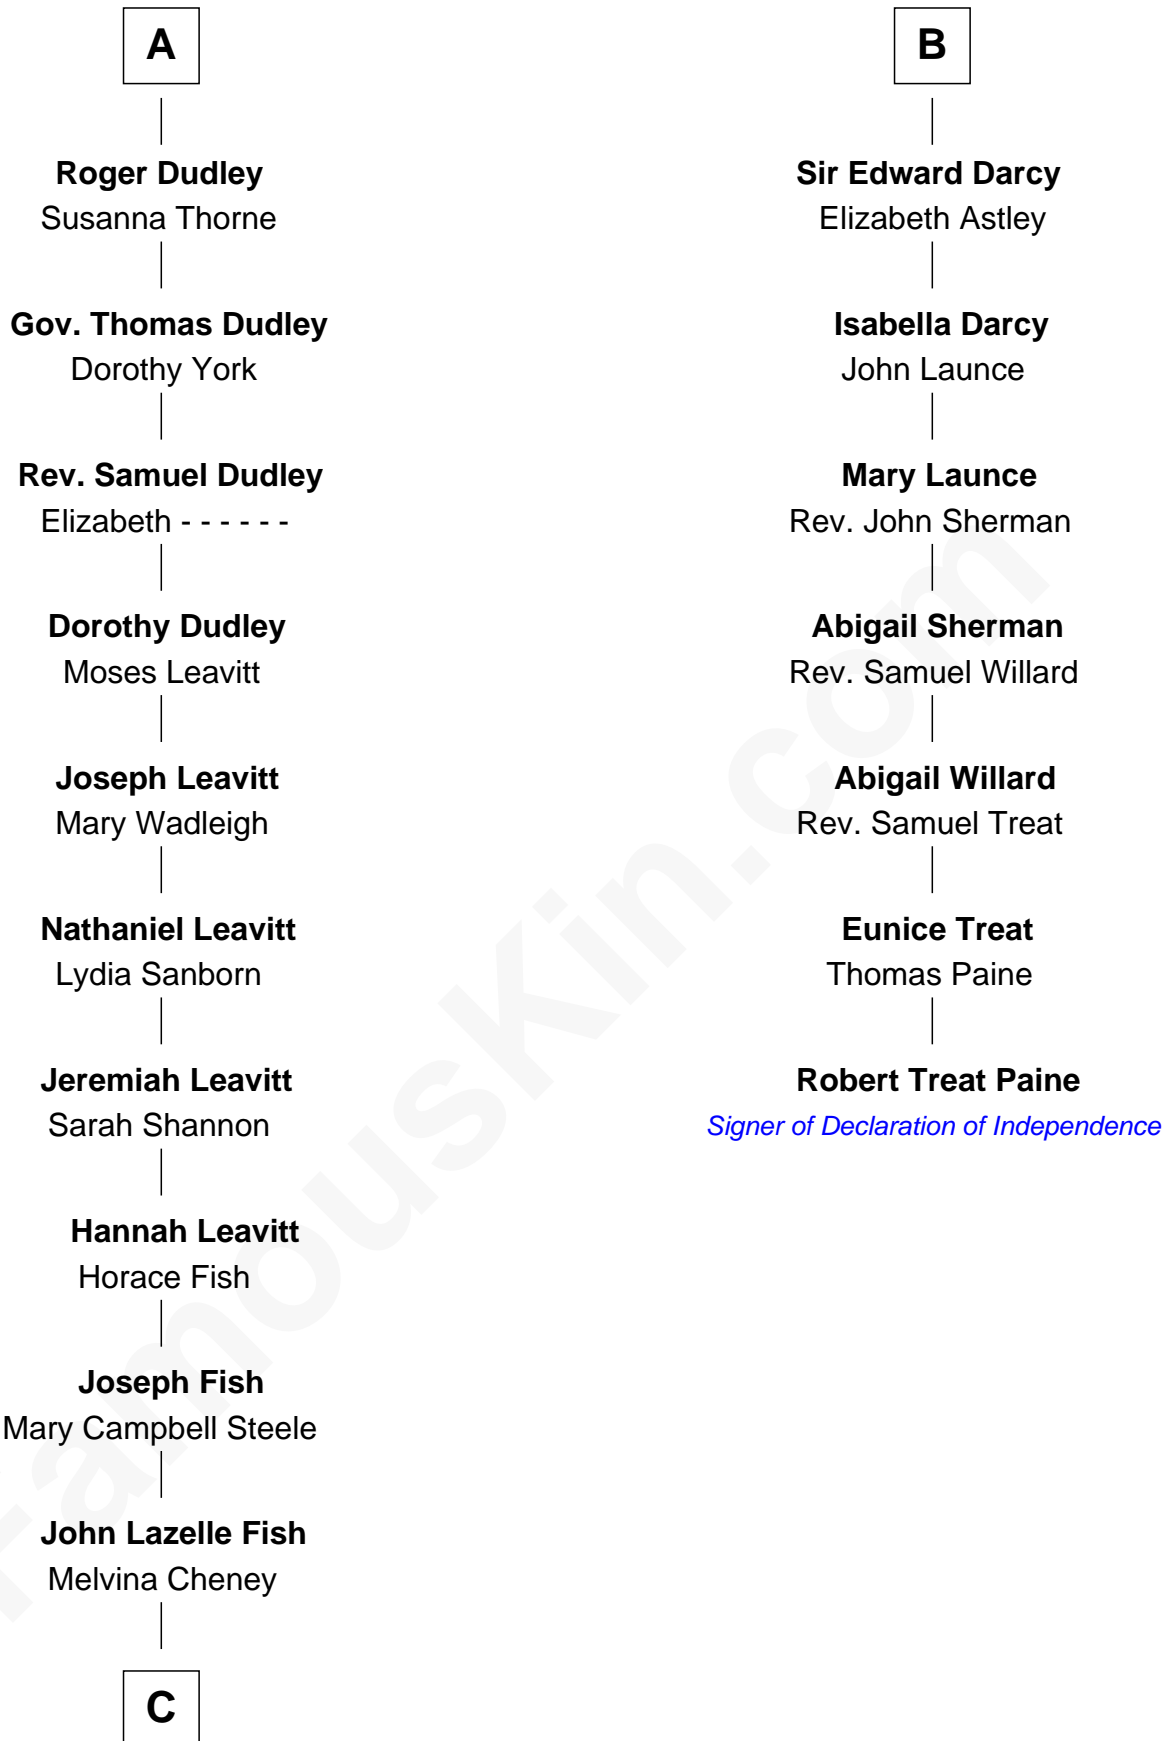 A
Roger Dudley
Susanna Thorne
Gov. Thomas Dudley
Dorothy York
Rev. Samuel Dudley
Elizabeth - - - - - -
Dorothy Dudley
Moses Leavitt
Joseph Leavitt
Mary Wadleigh
Nathaniel Leavitt
Lydia Sanborn
Jeremiah Leavitt
Sarah Shannon
Hannah Leavitt
Horace Fish
Joseph Fish
Mary Campbell Steele
John Lazelle Fish
Melvina Cheney
C
B
Sir Edward Darcy
Elizabeth Astley
Isabella Darcy
John Launce
Mary Launce
Rev. John Sherman
Abigail Sherman
Rev. Samuel Willard
Abigail Willard
Rev. Samuel Treat
Eunice Treat
Thomas Paine
Robert Treat Paine
Signer of Declaration of Independence
FamousKin.com